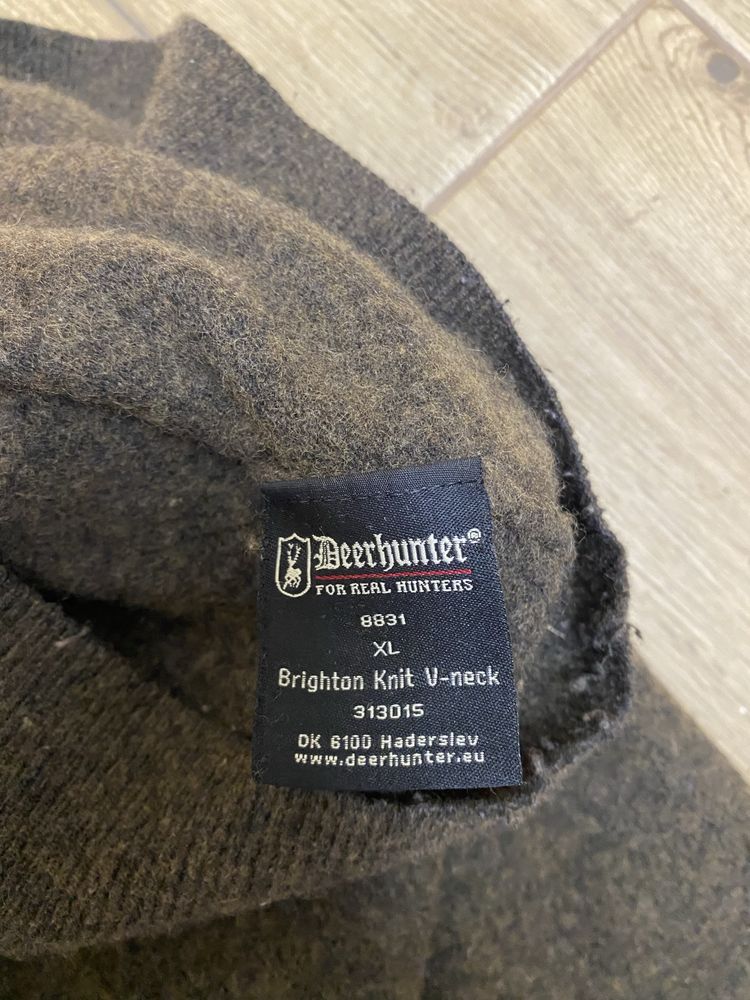 Deerhunter®
FOR REAL HUNTERS
8831
XL
Brighton Knit V-neck
313015
DK 6100 Haderslev
www.deerhunter.eu